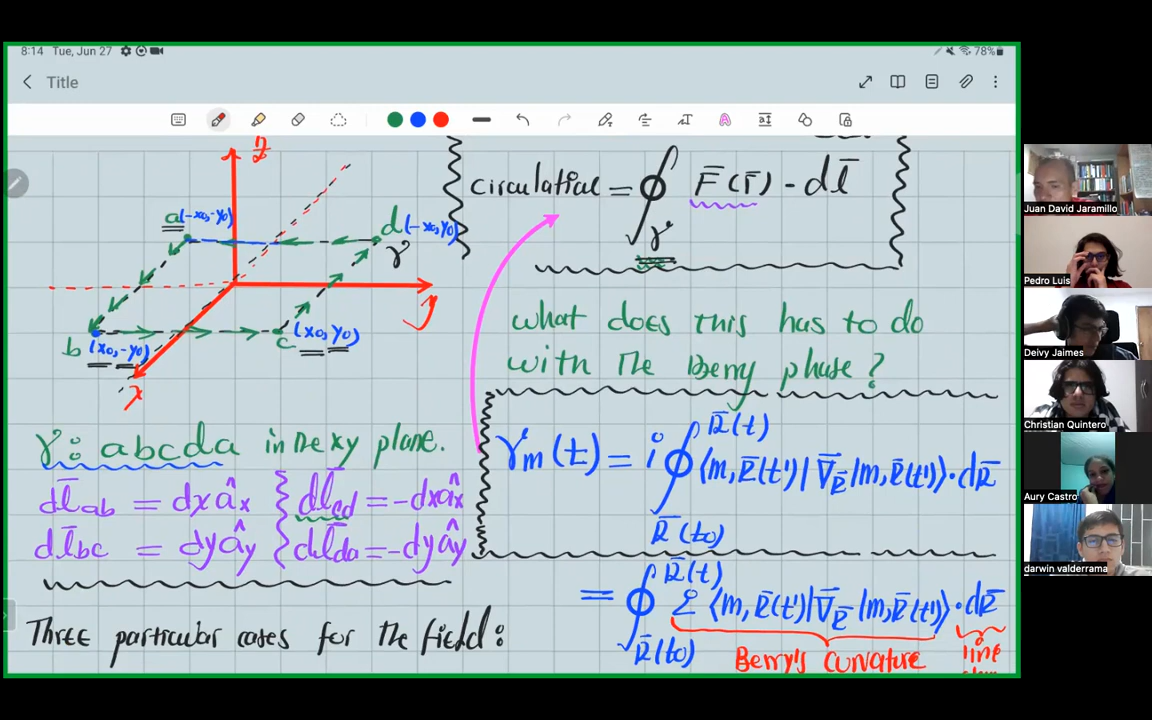 8:14 Tue, Jun 27
78%
Title
z
circulatial = ∮ F̄(r̄) - dl̄
γ
a(-x0,-y0)
d(-x0,y0)
γ
y
b (x0,-y0)
c (x0,y0)
x
what does this has to do
with the Berry phase?
γ: abcda in the xy plane.
dl̄ab = dx âx { dl̄cd = -dx âx
dl̄bc = dy ây { dl̄da = -dy ây
γm(t) = i ∮ ⟨m, R̄(t')| ∇̄R̄ |m, R̄(t')⟩ · dR̄
R̄(t)
R̄(t0)
= ∮ i ⟨m, R̄(t')| ∇̄R̄ |m, R̄(t')⟩ · dR̄
R̄(t)
R̄(t0)
Berry's curvature
line
Three particular cases for the field:
Juan David Jaramillo
Pedro Luis
Deivy Jaimes
Christian Quintero
Aury Castro
darwin valderrama